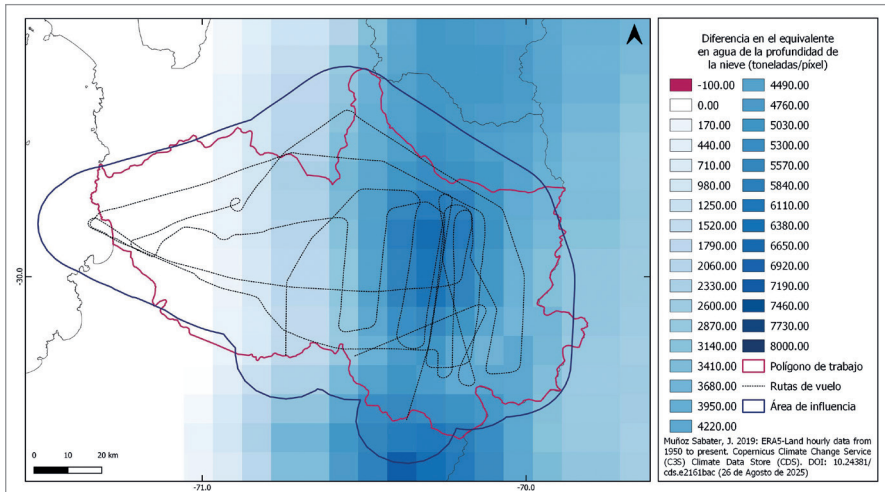 -30.0
-71.0
-70.0
0 10 20 km
Diferencia en el equivalente
en agua de la profundidad de
la nieve (toneladas/píxel)
-100.00 4490.00
0.00 4760.00
170.00 5030.00
440.00 5300.00
710.00 5570.00
980.00 5840.00
1250.00 6110.00
1520.00 6380.00
1790.00 6650.00
2060.00 6920.00
2330.00 7190.00
2600.00 7460.00
2870.00 7730.00
3140.00 8000.00
3410.00 Polígono de trabajo
3680.00 Rutas de vuelo
3950.00 Área de influencia
4220.00
Muñoz Sabater, J. 2019: ERA5-Land hourly data from
1950 to present. Copernicus Climate Change Service
(C3S) Climate Data Store (CDS). DOI: 10.24381/
cds.e2161bac (26 de Agosto de 2025)